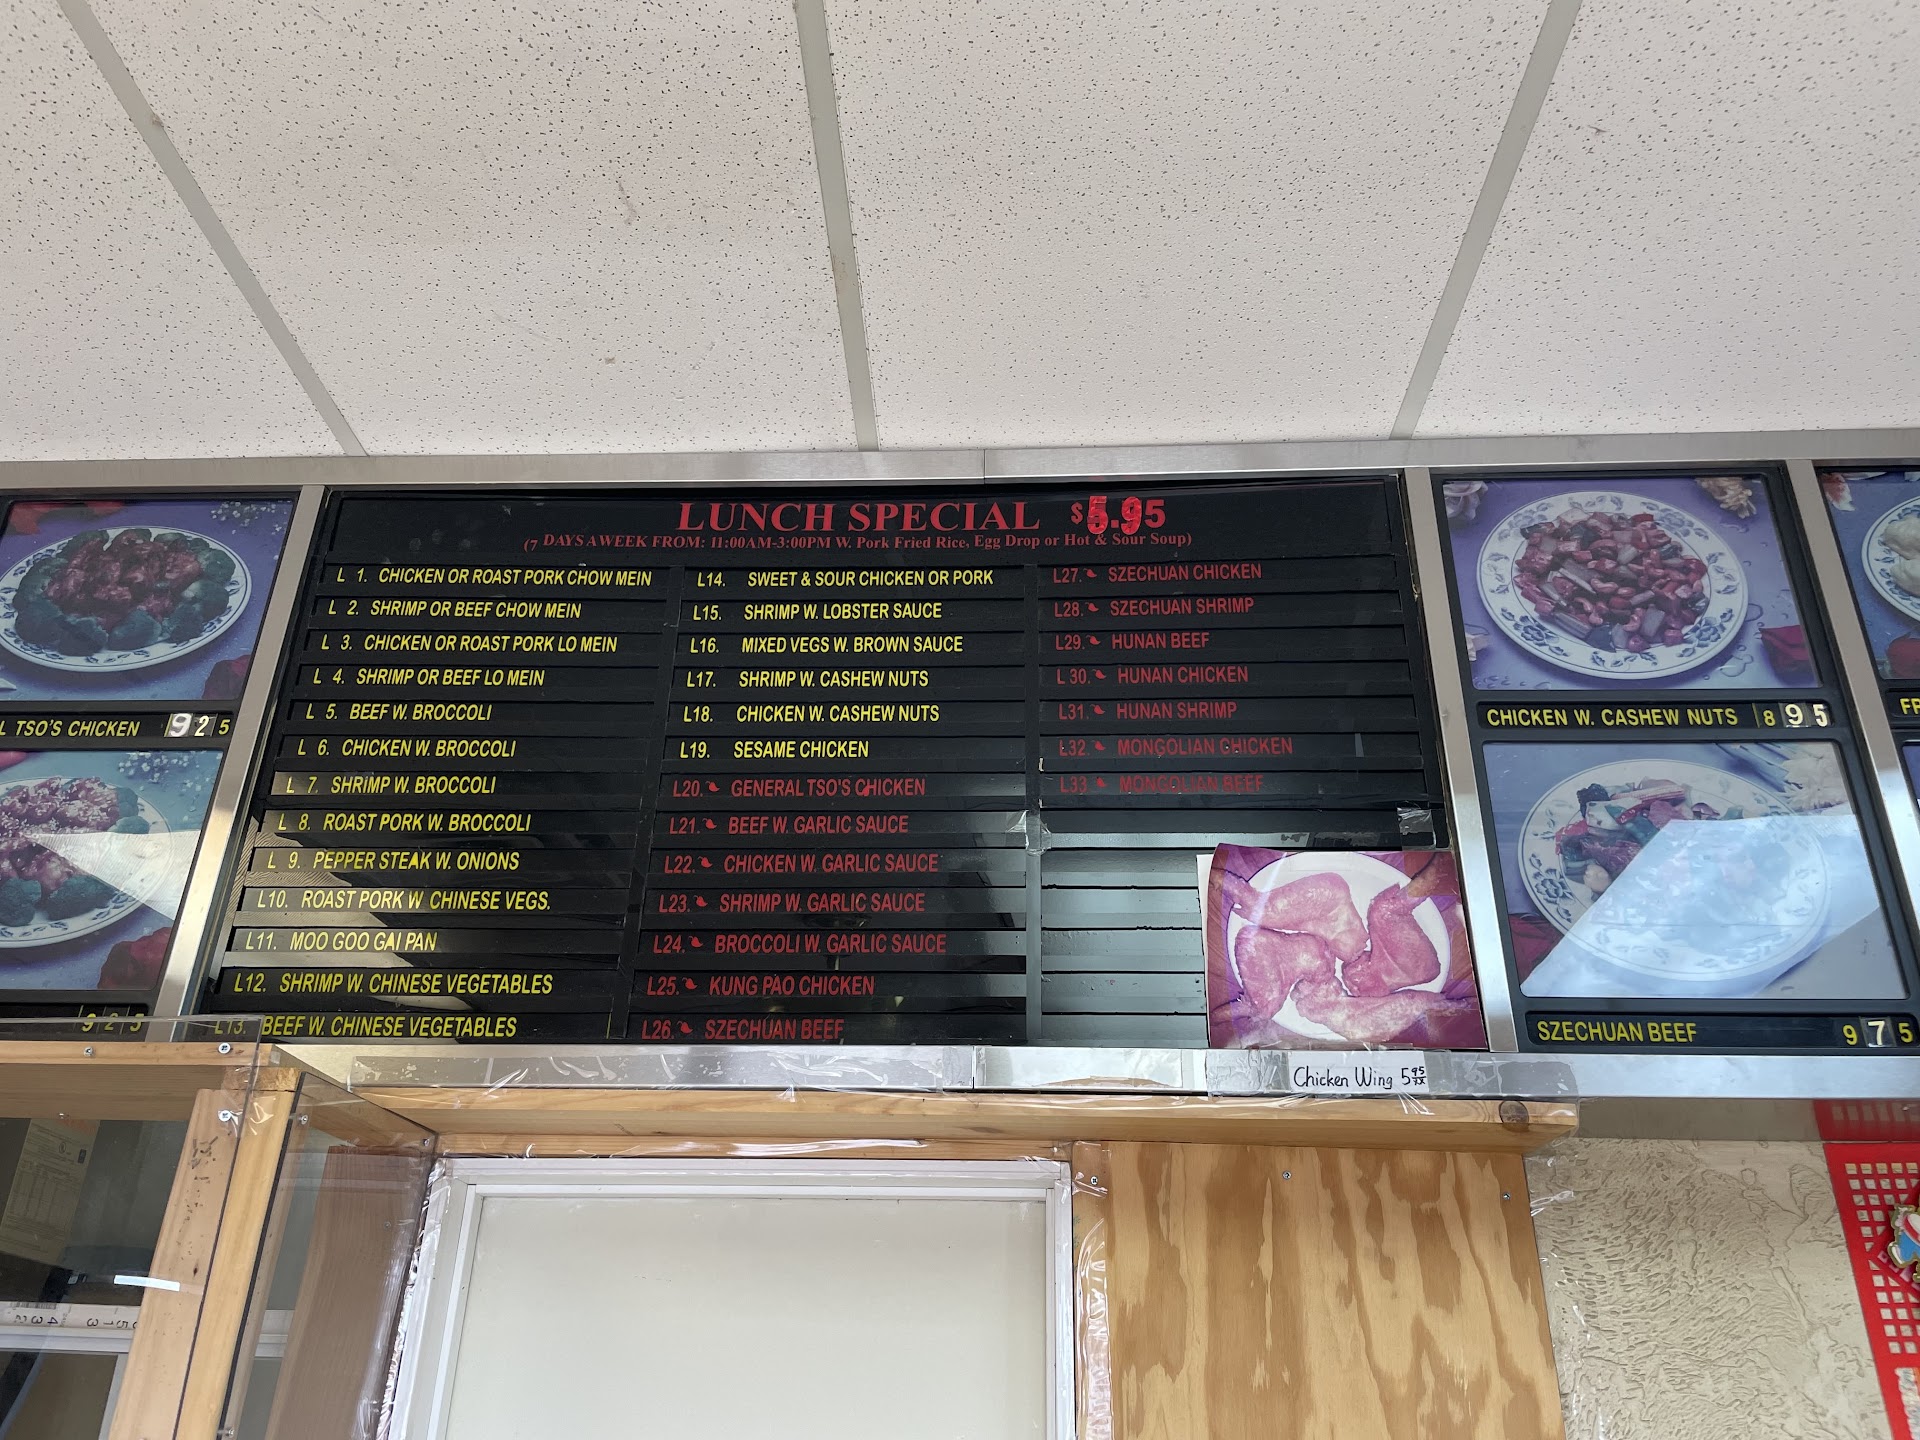 LUNCH SPECIAL $5.95
(7 DAYS A WEEK FROM: 11:00AM-3:00PM W. Pork Fried Rice, Egg Drop or Hot & Sour Soup)
L 1. CHICKEN OR ROAST PORK CHOW MEIN
L 2. SHRIMP OR BEEF CHOW MEIN
L 3. CHICKEN OR ROAST PORK LO MEIN
L 4. SHRIMP OR BEEF LO MEIN
L 5. BEEF W. BROCCOLI
L 6. CHICKEN W. BROCCOLI
L 7. SHRIMP W. BROCCOLI
L 8. ROAST PORK W. BROCCOLI
L 9. PEPPER STEAK W. ONIONS
L10. ROAST PORK W CHINESE VEGS.
L11. MOO GOO GAI PAN
L12. SHRIMP W. CHINESE VEGETABLES
L13. BEEF W. CHINESE VEGETABLES
L14. SWEET & SOUR CHICKEN OR PORK
L15. SHRIMP W. LOBSTER SAUCE
L16. MIXED VEGS W. BROWN SAUCE
L17. SHRIMP W. CASHEW NUTS
L18. CHICKEN W. CASHEW NUTS
L19. SESAME CHICKEN
L20. GENERAL TSO'S CHICKEN
L21. BEEF W. GARLIC SAUCE
L22. CHICKEN W. GARLIC SAUCE
L23. SHRIMP W. GARLIC SAUCE
L24. BROCCOLI W. GARLIC SAUCE
L25. KUNG PAO CHICKEN
L26. SZECHUAN BEEF
L27. SZECHUAN CHICKEN
L28. SZECHUAN SHRIMP
L29. HUNAN BEEF
L30. HUNAN CHICKEN
L31. HUNAN SHRIMP
L32. MONGOLIAN CHICKEN
L33 MONGOLIAN BEEF
L TSO'S CHICKEN 925
925
CHICKEN W. CASHEW NUTS 895
SZECHUAN BEEF 975
FR
Chicken Wing 5 95/xx